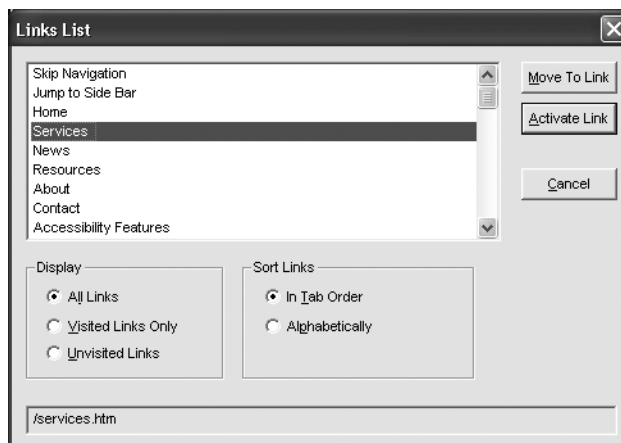 Links List
Skip Navigation
Jump to Side Bar
Home
Services
News
Resources
About
Contact
Accessibility Features
Move To Link
Activate Link
Cancel
Display
All Links
Visited Links Only
Unvisited Links
Sort Links
In Tab Order
Alphabetically
/services.htm